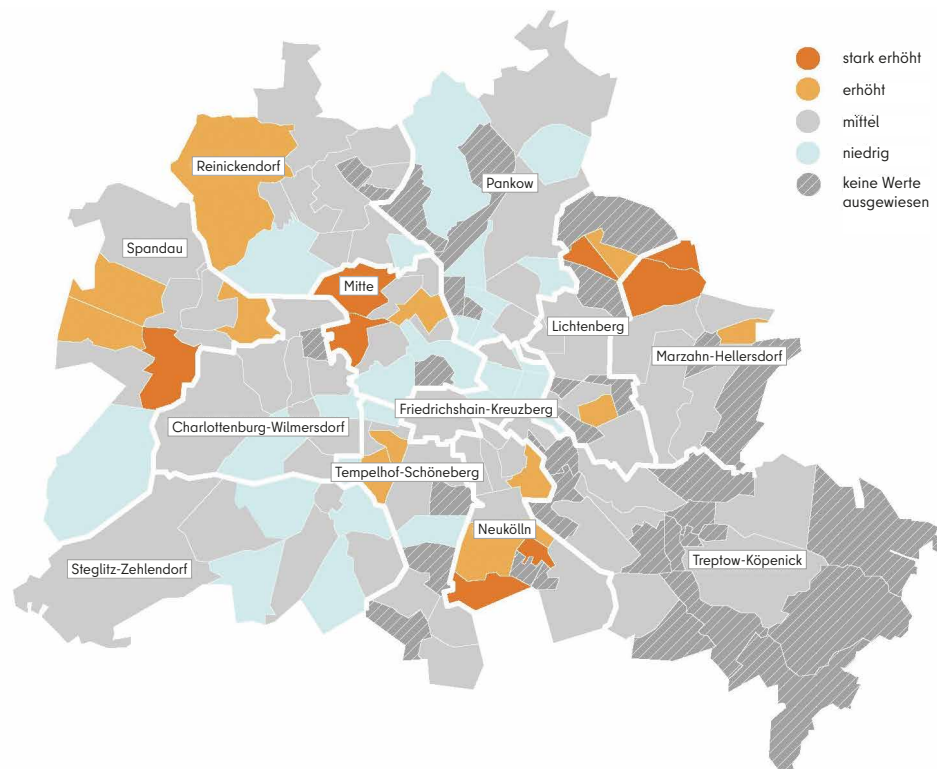 stark erhöht
erhöht
mittel
niedrig
keine Werte
ausgewiesen
Reinickendorf
Pankow
Spandau
Mitte
Lichtenberg
Marzahn-Hellersdorf
Friedrichshain-Kreuzberg
Charlottenburg-Wilmersdorf
Tempelhof-Schöneberg
Neukölln
Treptow-Köpenick
Steglitz-Zehlendorf